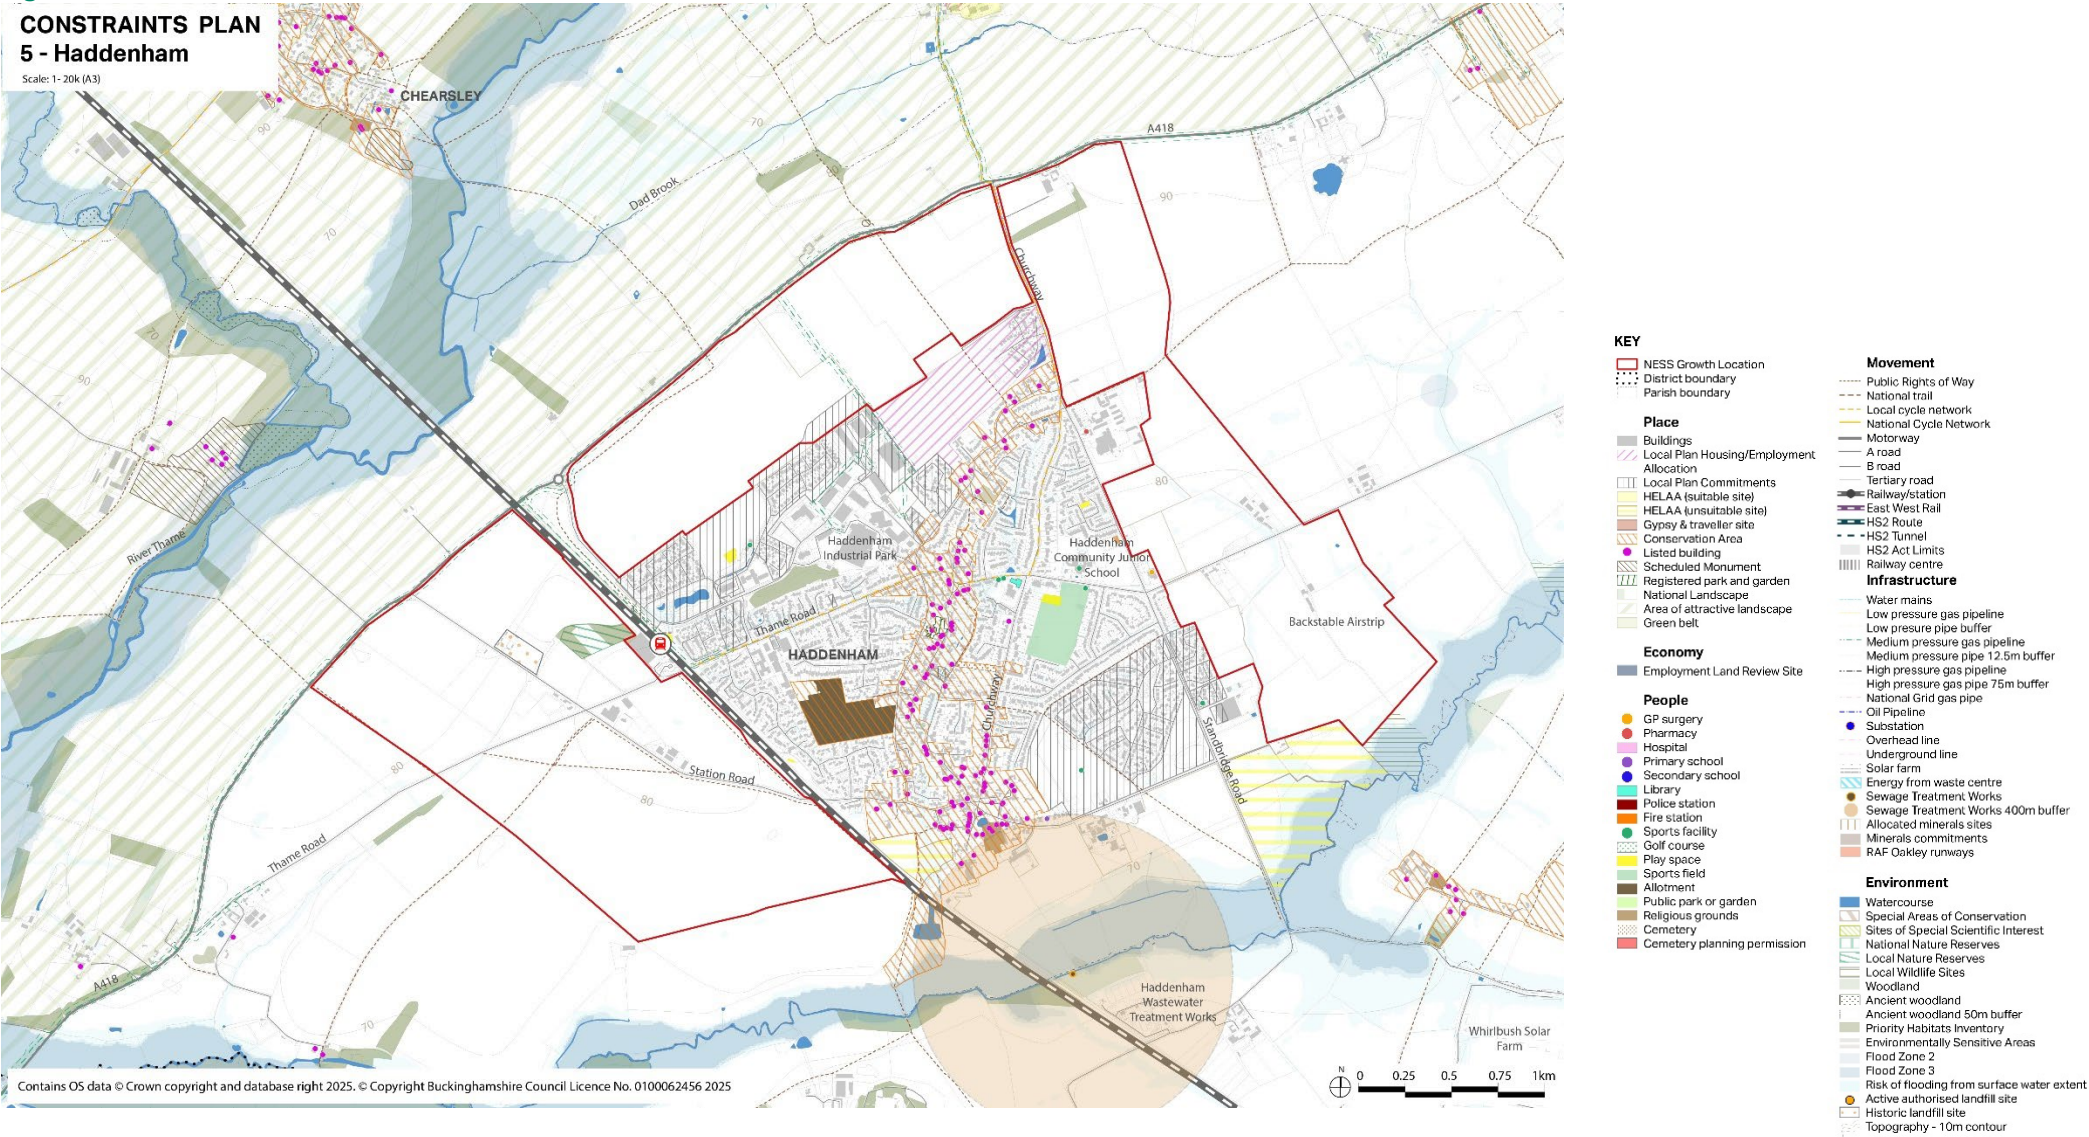 CONSTRAINTS PLAN
5 - Haddenham
Scale: 1- 20k (A3)
CHEARSLEY
90
70
A418
90
Dad Brook
80
70
Churchway
70
90
80
River Thame
Haddenham
Industrial Park
Haddenham
Community Junior
School
Thame Road
Backstable Airstrip
HADDENHAM
Churchway
Standbridge Road
80
Station Road
80
Thame Road
70
A418
70
Haddenham
Wastewater
Treatment Works
Whirlbush Solar
Farm
Contains OS data © Crown copyright and database right 2025. © Copyright Buckinghamshire Council Licence No. 0100062456 2025
N
0 0.25 0.5 0.75 1km
KEY
NESS Growth Location
District boundary
Parish boundary
Place
Buildings
Local Plan Housing/Employment
Allocation
Local Plan Commitments
HELAA (suitable site)
HELAA (unsuitable site)
Gypsy & traveller site
Conservation Area
Listed building
Scheduled Monument
Registered park and garden
National Landscape
Area of attractive landscape
Green belt
Economy
Employment Land Review Site
People
GP surgery
Pharmacy
Hospital
Primary school
Secondary school
Library
Police station
Fire station
Sports facility
Golf course
Play space
Sports field
Allotment
Public park or garden
Religious grounds
Cemetery
Cemetery planning permission
Movement
Public Rights of Way
National trail
Local cycle network
National Cycle Network
Motorway
A road
B road
Tertiary road
Railway/station
East West Rail
HS2 Route
HS2 Tunnel
HS2 Act Limits
Railway centre
Infrastructure
Water mains
Low pressure gas pipeline
Low presure pipe buffer
Medium pressure gas pipeline
Medium pressure pipe 12.5m buffer
High pressure gas pipeline
High pressure gas pipe 75m buffer
National Grid gas pipe
Oil Pipeline
Substation
Overhead line
Underground line
Solar farm
Energy from waste centre
Sewage Treatment Works
Sewage Treatment Works 400m buffer
Allocated minerals sites
Minerals commitments
RAF Oakley runways
Environment
Watercourse
Special Areas of Conservation
Sites of Special Scientific Interest
National Nature Reserves
Local Nature Reserves
Local Wildlife Sites
Woodland
Ancient woodland
Ancient woodland 50m buffer
Priority Habitats Inventory
Environmentally Sensitive Areas
Flood Zone 2
Flood Zone 3
Risk of flooding from surface water extent
Active authorised landfill site
Historic landfill site
Topography - 10m contour